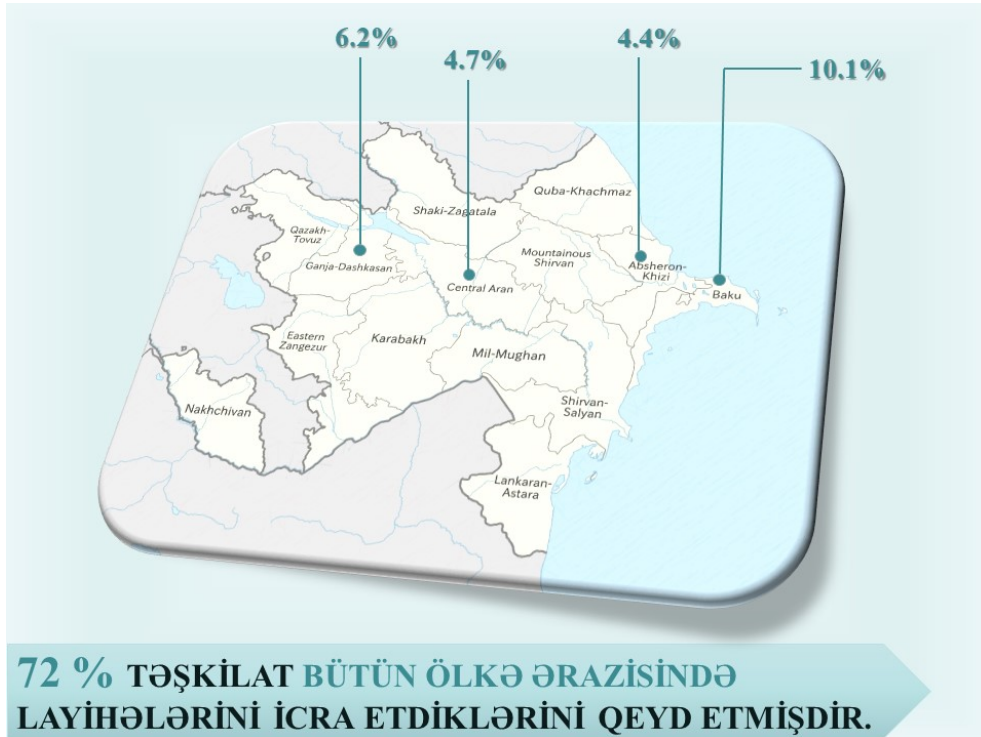 6.2%
4.7%
4.4%
10.1%
Quba-Khachmaz
Shaki-Zagatala
Qazakh-
Tovuz
Ganja-Dashkasan
Mountainous
Shirvan
Absheron-
Khizi
Central Aran
Baku
Eastern
Zangezur
Karabakh
Mil-Mughan
Nakhchivan
Shirvan-
Salyan
Lankaran-
Astara
72 % TƏŞKİLAT BÜTÜN ÖLKƏ ƏRAZİSİNDƏ
LAYİHƏLƏRİNİ İCRA ETDİKLƏRİNİ QEYD ETMİŞDİR.